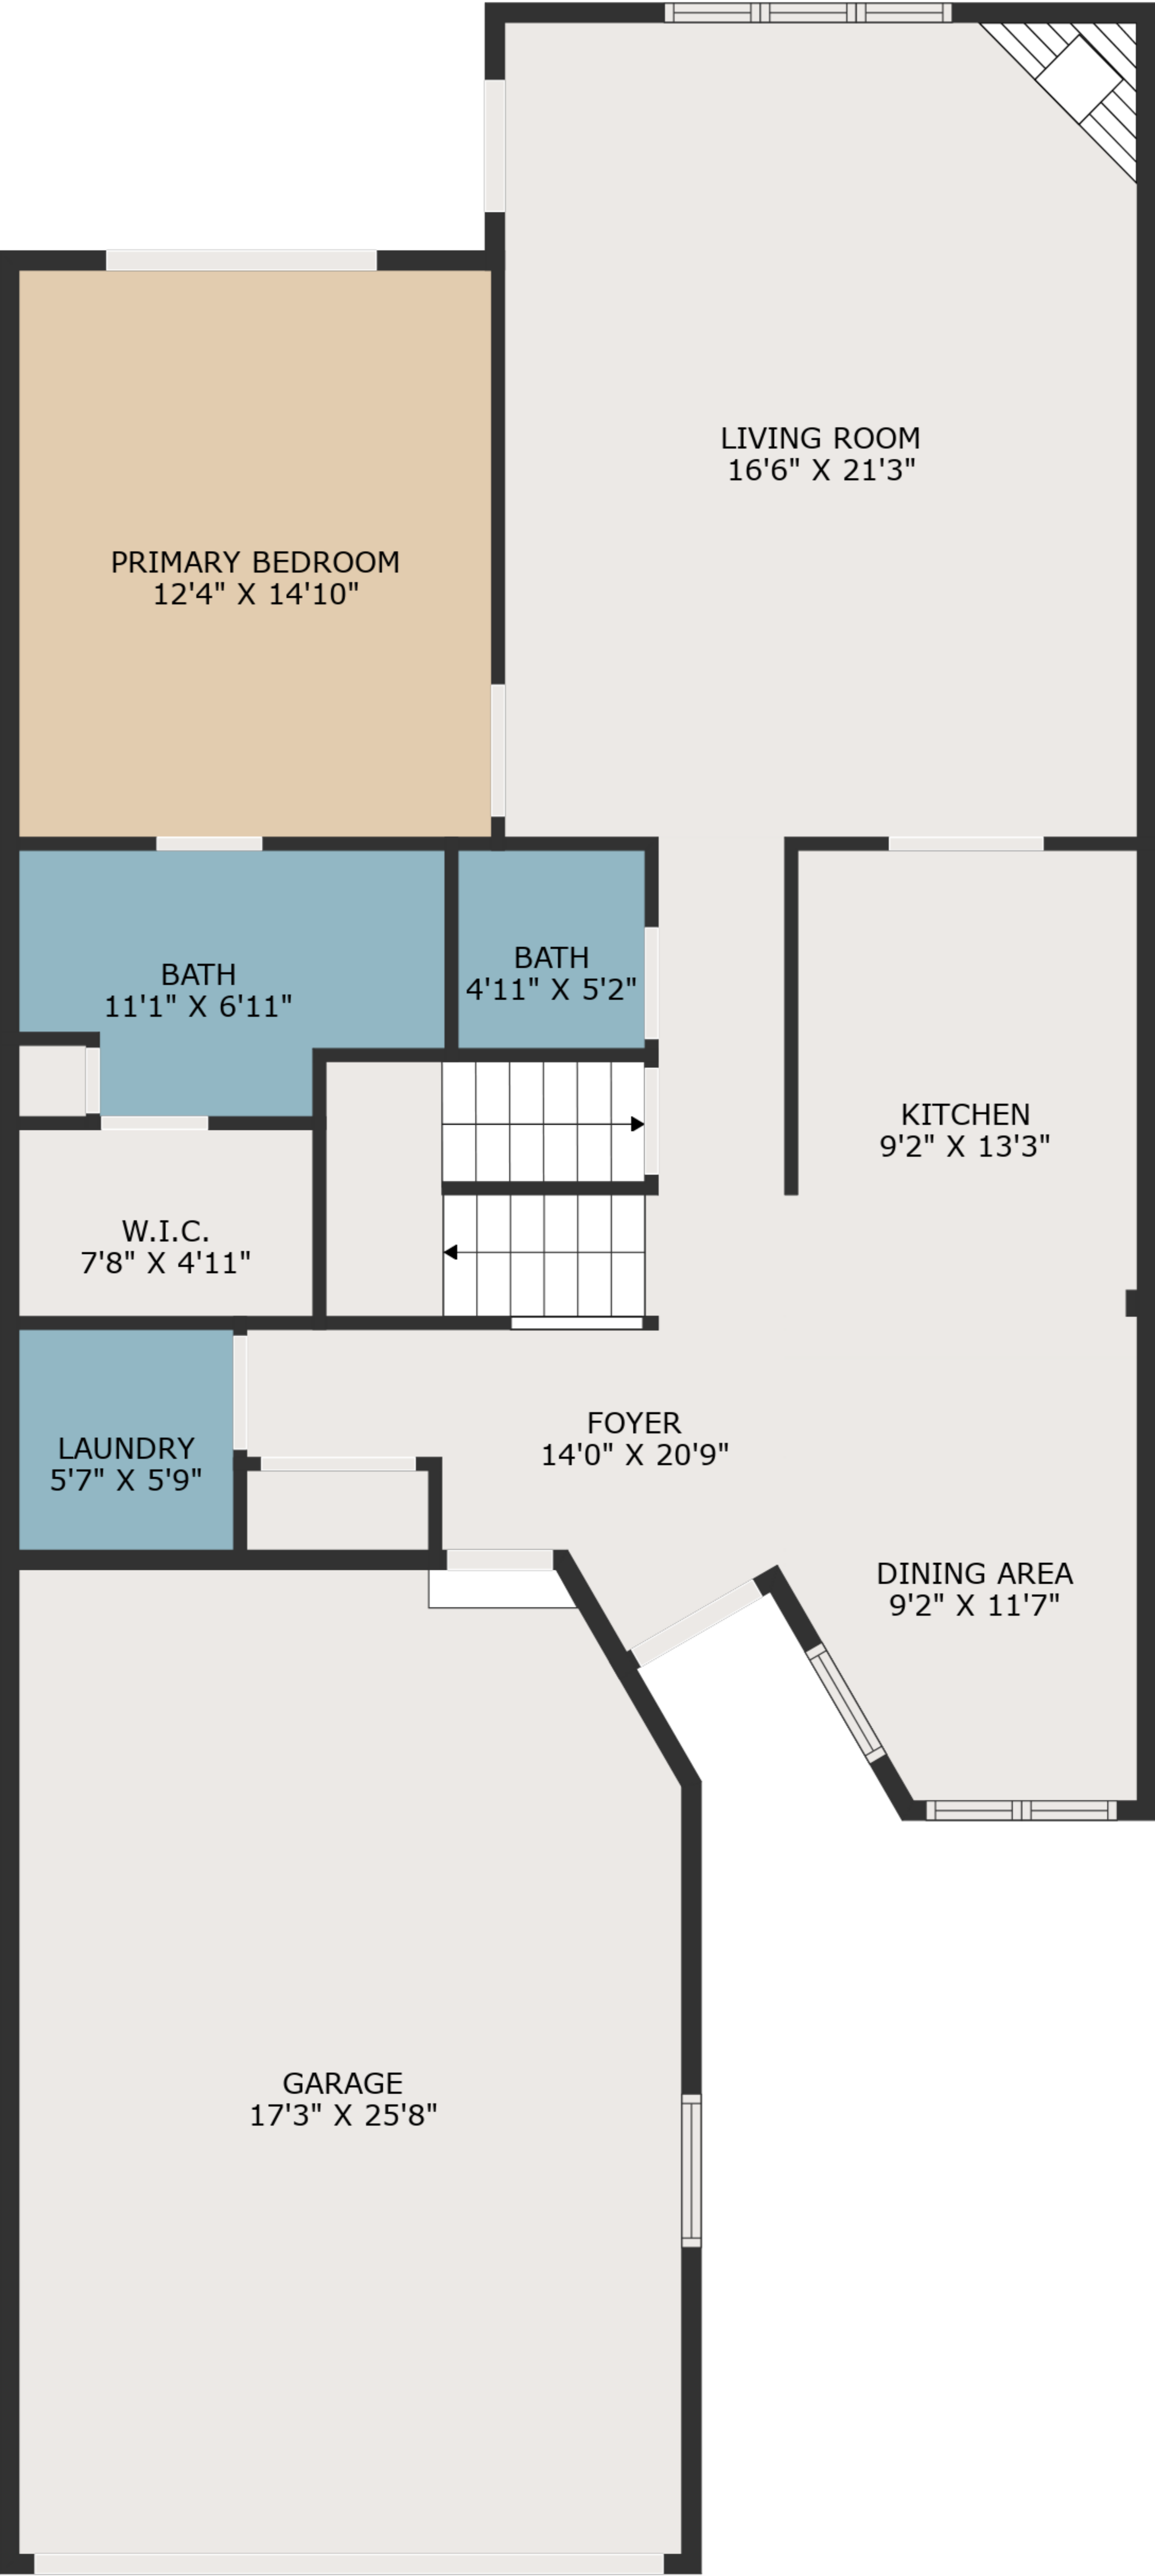 LIVING ROOM
16'6" X 21'3"
PRIMARY BEDROOM
12'4" X 14'10"
BATH
11'1" X 6'11"
BATH
4'11" X 5'2"
KITCHEN
9'2" X 13'3"
W.I.C.
7'8" X 4'11"
FOYER
14'0" X 20'9"
LAUNDRY
5'7" X 5'9"
DINING AREA
9'2" X 11'7"
GARAGE
17'3" X 25'8"